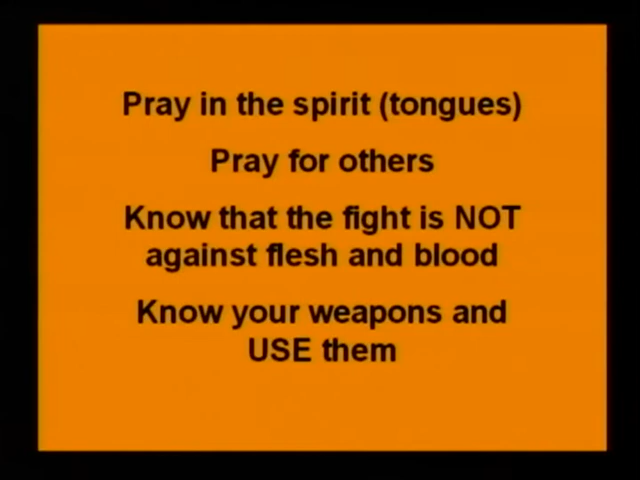 Pray in the spirit (tongues)
Pray for others
Know that the fight is NOT
against flesh and blood
Know your weapons and
USE them